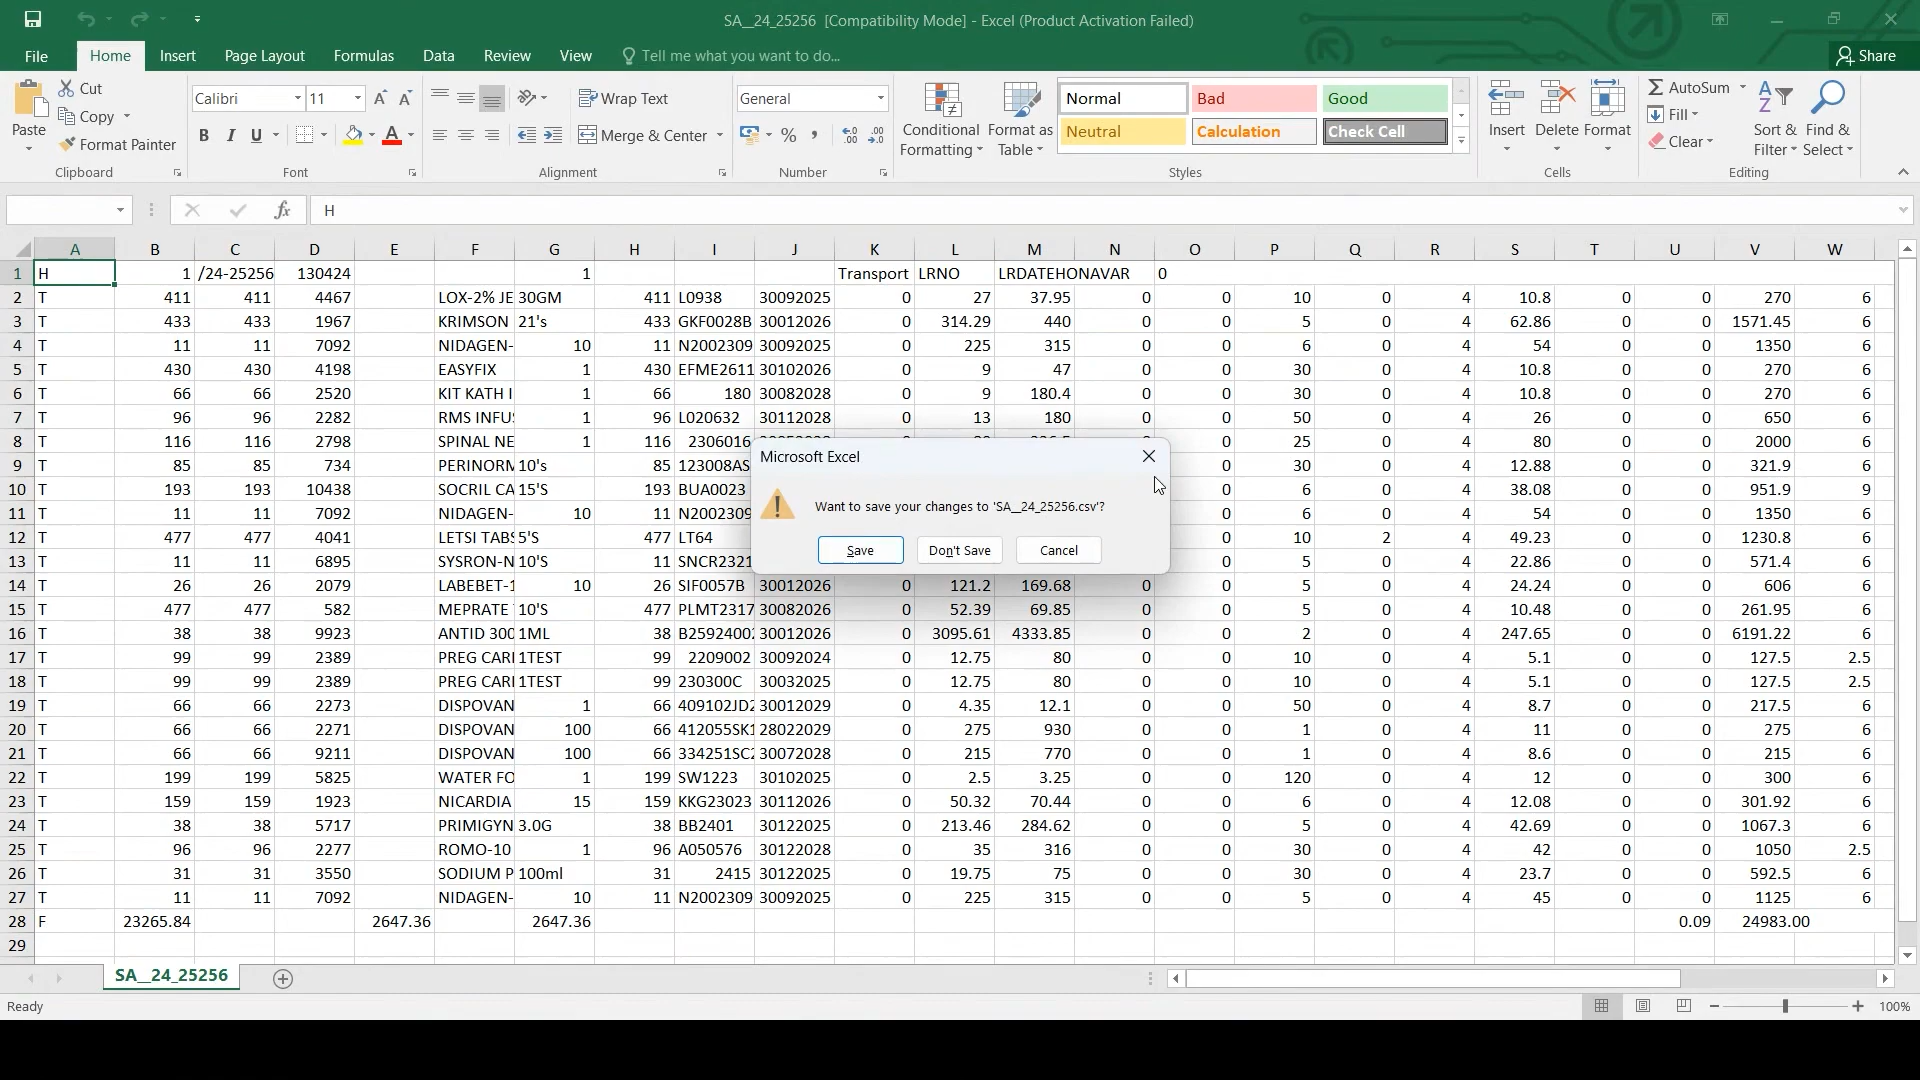 SA__24_25256 [Compatibility Mode] - Excel (Product Activation Failed)
File Home Insert Page Layout Formulas Data Review View Tell me what you want to do... Share
Paste Cut Copy Format Painter Clipboard
Calibri 11 B I U Font
Wrap Text Merge & Center Alignment
General % , Number
Conditional Formatting Format as Table
Normal Bad Good
Neutral Calculation Check Cell
Styles
Insert Delete Format Cells
AutoSum Fill Clear Sort & Filter Find & Select Editing
fx H
A B C D E F G H I J K L M N O P Q R S T U V W
1 H 1 /24-25256 130424 1 Transport LRNO LRDATEHONAVAR 0
2 T 411 411 4467 LOX-2% JE 30GM 411 L0938 30092025 0 27 37.95 0 0 10 0 4 10.8 0 0 270 6
3 T 433 433 1967 KRIMSON 21's 433 GKF0028B 30012026 0 314.29 440 0 0 5 0 4 62.86 0 0 1571.45 6
4 T 11 11 7092 NIDAGEN- 10 11 N2002309 30092025 0 225 315 0 0 6 0 4 54 0 0 1350 6
5 T 430 430 4198 EASYFIX 1 430 EFME2611 30102026 0 9 47 0 0 30 0 4 10.8 0 0 270 6
6 T 66 66 2520 KIT KATH I 1 66 180 30082028 0 9 180.4 0 0 30 0 4 10.8 0 0 270 6
7 T 96 96 2282 RMS INFU 1 96 L020632 30112028 0 13 180 0 0 50 0 4 26 0 0 650 6
8 T 116 116 2798 SPINAL NE 1 116 2306016 0 25 0 4 80 0 0 2000 6
9 T 85 85 734 PERINORM 10's 85 123008AS 0 30 0 4 12.88 0 0 321.9 6
10 T 193 193 10438 SOCRIL CA 15'S 193 BUA0023 0 6 0 4 38.08 0 0 951.9 9
11 T 11 11 7092 NIDAGEN- 10 11 N2002309 0 6 0 4 54 0 0 1350 6
12 T 477 477 4041 LETSI TABS 5'S 477 LT64 0 10 2 4 49.23 0 0 1230.8 6
13 T 11 11 6895 SYSRON-N 10'S 11 SNCR2321 0 5 0 4 22.86 0 0 571.4 6
14 T 26 26 2079 LABEBET-1 10 26 SIF0057B 30012026 0 121.2 169.68 0 0 5 0 4 24.24 0 0 606 6
15 T 477 477 582 MEPRATE 10'S 477 PLMT2317 30082026 0 52.39 69.85 0 0 5 0 4 10.48 0 0 261.95 6
16 T 38 38 9923 ANTID 300 1ML 38 B25924002 30012026 0 3095.61 4333.85 0 0 2 0 4 247.65 0 0 6191.22 6
17 T 99 99 2389 PREG CARI 1TEST 99 2209002 30092024 0 12.75 80 0 0 10 0 4 5.1 0 0 127.5 2.5
18 T 99 99 2389 PREG CARI 1TEST 99 230300C 30032025 0 12.75 80 0 0 10 0 4 5.1 0 0 127.5 2.5
19 T 66 66 2273 DISPOVAN 1 66 409102JD2 30012029 0 4.35 12.1 0 0 50 0 4 8.7 0 0 217.5 6
20 T 66 66 2271 DISPOVAN 100 66 412055SK1 28022029 0 275 930 0 0 1 0 4 11 0 0 275 6
21 T 66 66 9211 DISPOVAN 100 66 334251SC2 30072028 0 215 770 0 0 1 0 4 8.6 0 0 215 6
22 T 199 199 5825 WATER FO 1 199 SW1223 30102025 0 2.5 3.25 0 0 120 0 4 12 0 0 300 6
23 T 159 159 1923 NICARDIA 15 159 KKG23023 30112026 0 50.32 70.44 0 0 6 0 4 12.08 0 0 301.92 6
24 T 38 38 5717 PRIMIGYN 3.0G 38 BB2401 30122025 0 213.46 284.62 0 0 5 0 4 42.69 0 0 1067.3 6
25 T 96 96 2277 ROMO-10 1 96 A050576 30122028 0 35 316 0 0 30 0 4 42 0 0 1050 2.5
26 T 31 31 3550 SODIUM P 100ml 31 2415 30122025 0 19.75 75 0 0 30 0 4 23.7 0 0 592.5 6
27 T 11 11 7092 NIDAGEN- 10 11 N2002309 30092025 0 225 315 0 0 5 0 4 45 0 0 1125 6
28 F 23265.84 2647.36 2647.36 0.09 24983.00
29
Microsoft Excel
Want to save your changes to 'SA__24_25256.csv'?
Save Don't Save Cancel
SA__24_25256
Ready 100%